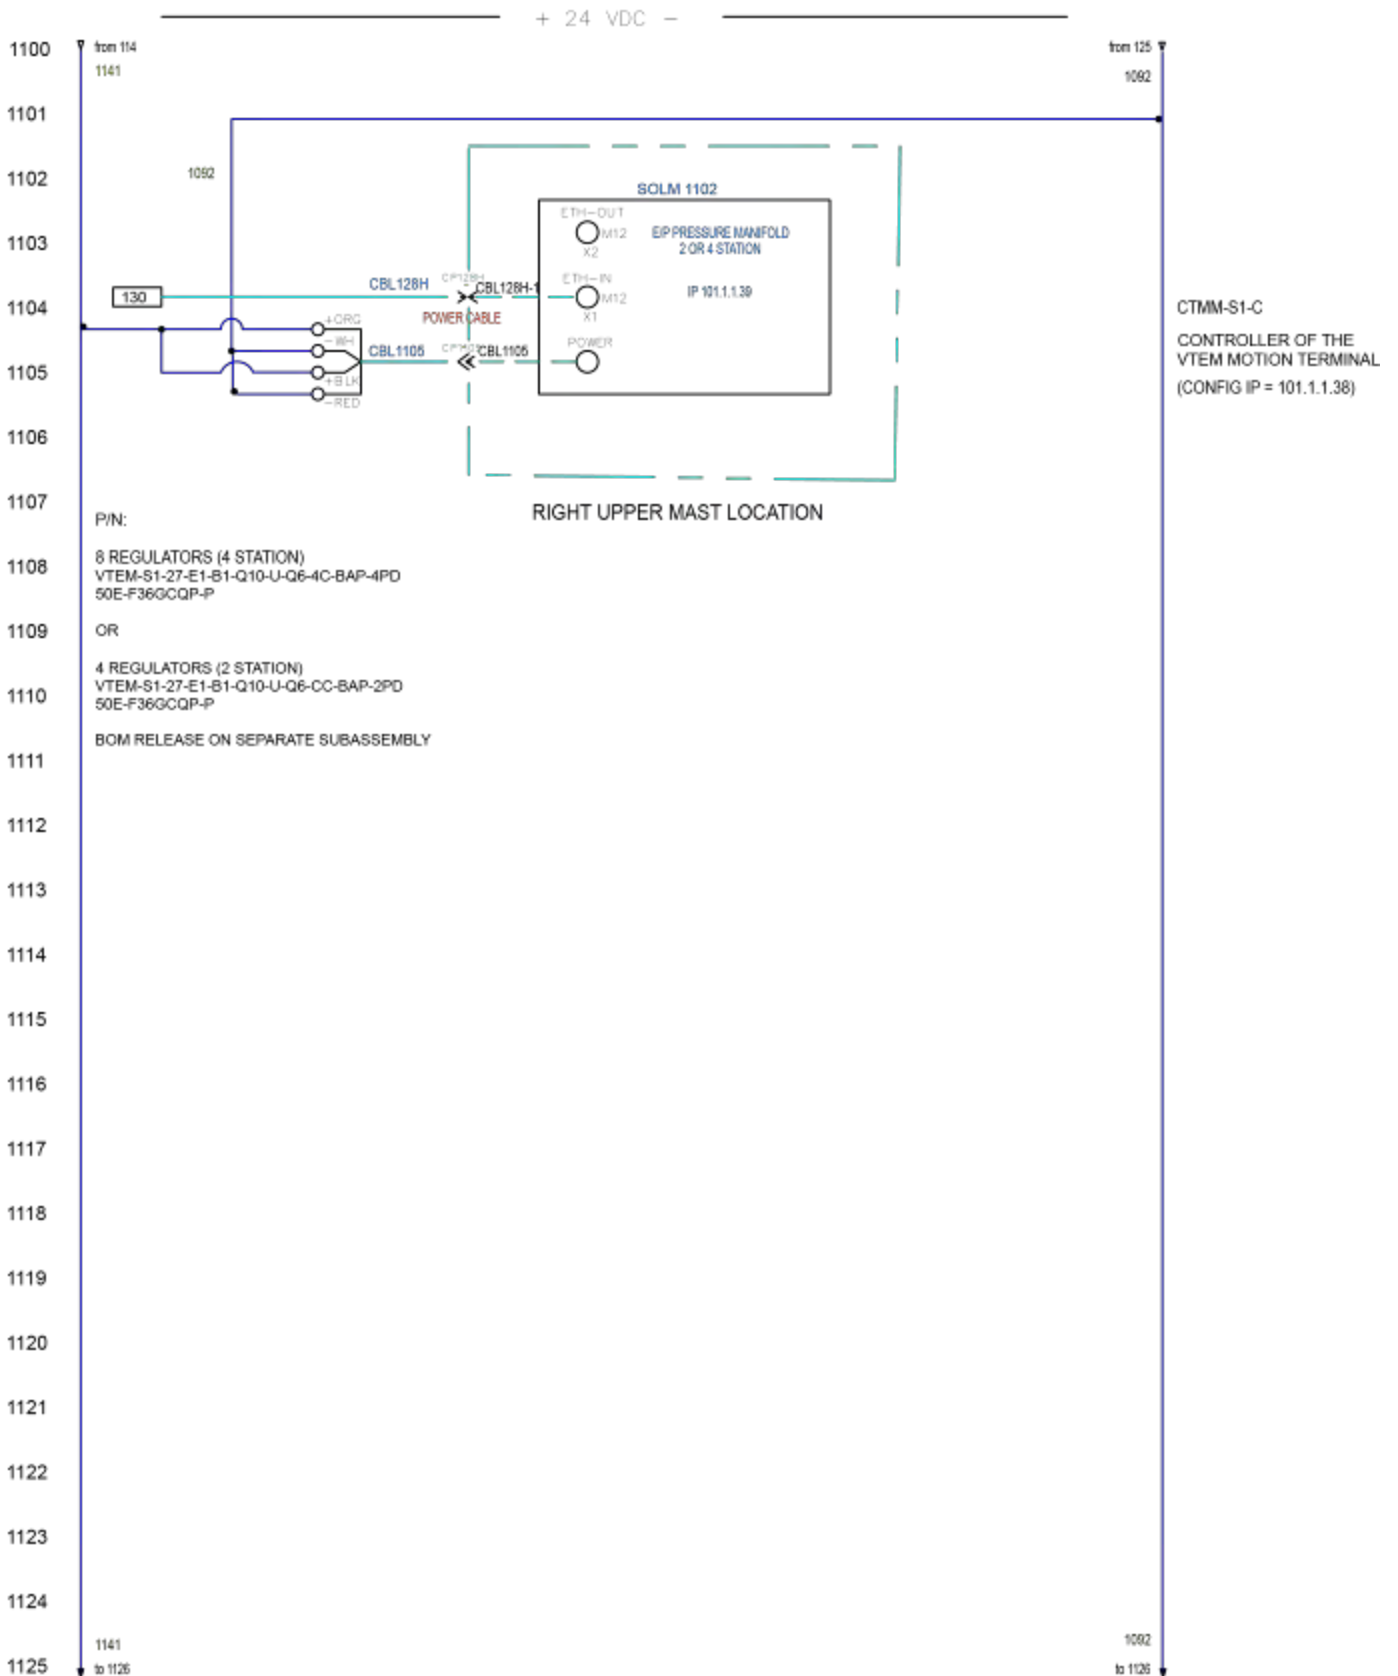 + 24 VDC -
1100
from 114
from 125
1141
1092
1101
1102
1092
SOLM 1102
1103
ETH-OUT
M12
X2
E/P PRESSURE MANIFOLD
2 OR 4 STATION
CBL128H
CBL128H-1
ETH-IN
M12
X1
IP 101.1.1.39
130
1104
POWER CABLE
CTMM-S1-C
+ORG
-WH
CBL1105
CBL1105
POWER
CONTROLLER OF THE
VTEM MOTION TERMINAL
1105
+BLK
-RED
(CONFIG IP = 101.1.1.38)
1106
1107
RIGHT UPPER MAST LOCATION
P/N:
1108
8 REGULATORS (4 STATION)
VTEM-S1-27-E1-B1-Q10-U-Q6-4C-BAP-4PD
50E-F36GCQP-P
1109
OR
4 REGULATORS (2 STATION)
1110
VTEM-S1-27-E1-B1-Q10-U-Q6-CC-BAP-2PD
50E-F36GCQP-P
BOM RELEASE ON SEPARATE SUBASSEMBLY
1111
1112
1113
1114
1115
1116
1117
1118
1119
1120
1121
1122
1123
1124
1141
1092
1125
to 1126
to 1126